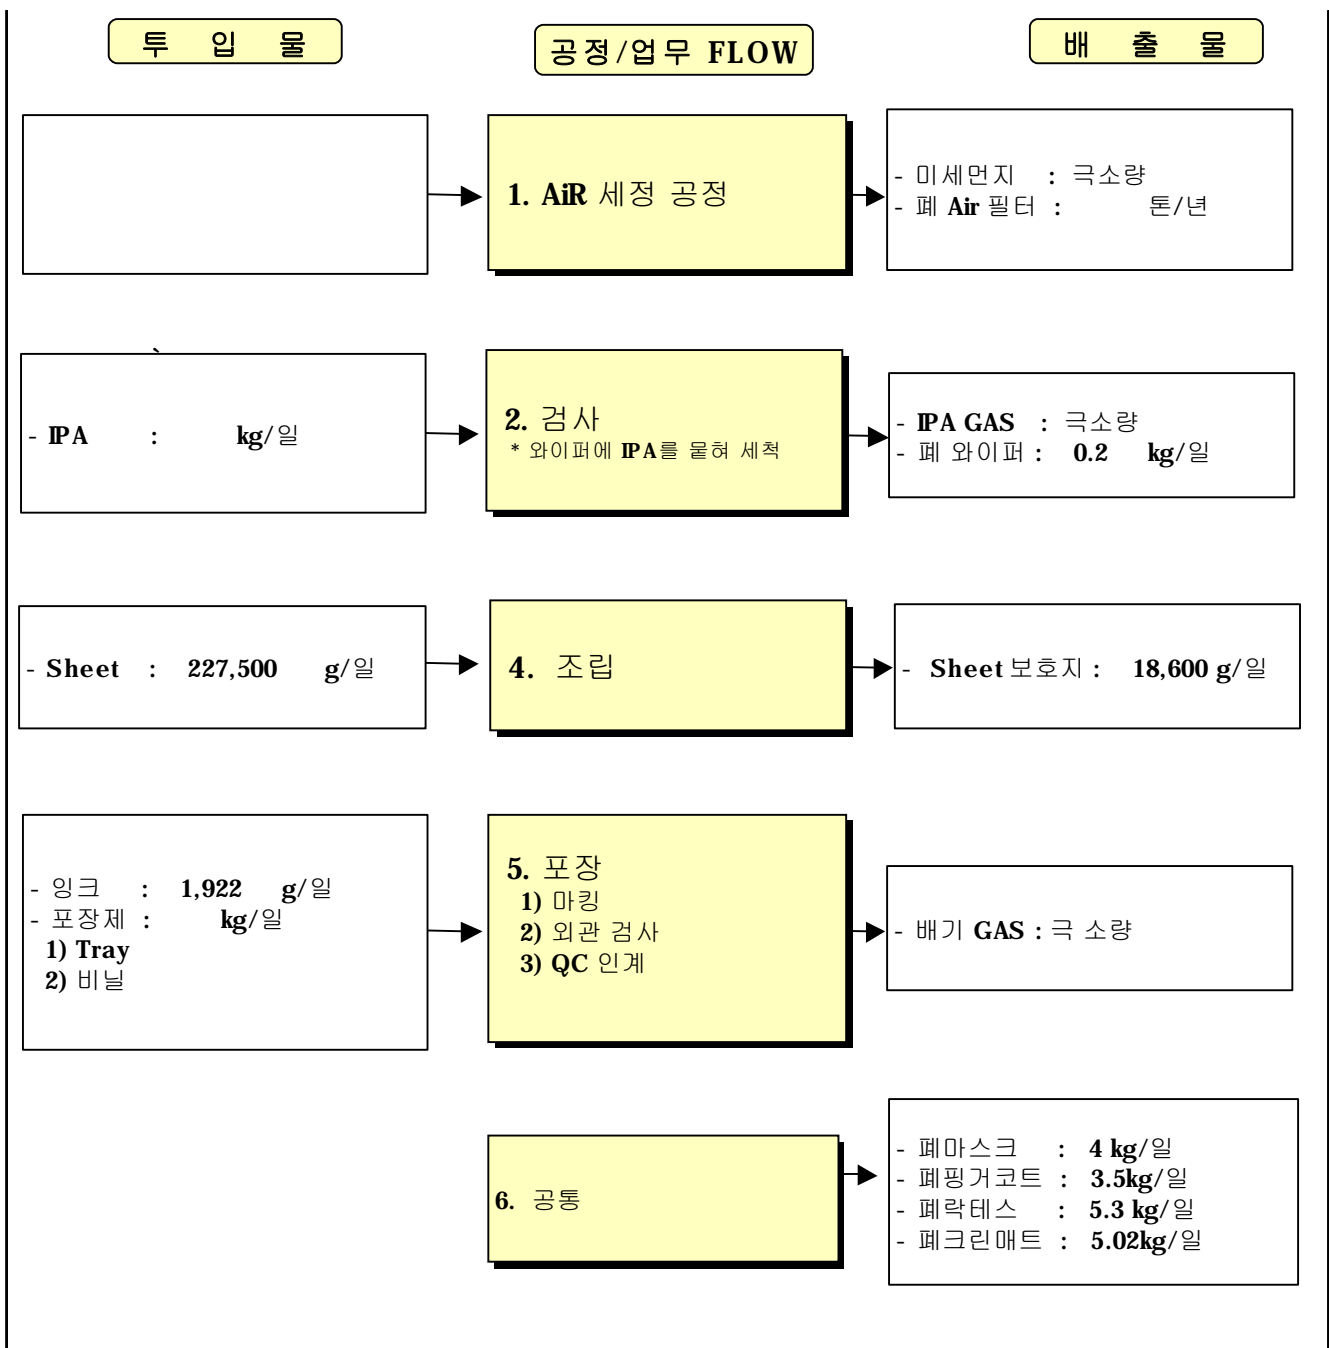 투 입 물
공정/업무 FLOW
배 출 물
1. AiR 세정 공정
- 미세먼지 : 극소량
- 폐 Air 필터 : 톤/년
- IPA : kg/일
2. 검사
* 와이퍼에 IPA를 뭍혀 세척
- IPA GAS : 극소량
- 폐 와이퍼 : 0.2 kg/일
- Sheet : 227,500 g/일
4. 조립
- Sheet 보호지 : 18,600 g/일
- 잉크 : 1,922 g/일
- 포장제 : kg/일
1) Tray
2) 비닐
5. 포장
1) 마킹
2) 외관 검사
3) QC 인계
- 배기 GAS : 극 소량
6. 공통
- 폐마스크 : 4 kg/일
- 폐핑거코트 : 3.5kg/일
- 폐락테스 : 5.3 kg/일
- 폐크린매트 : 5.02kg/일